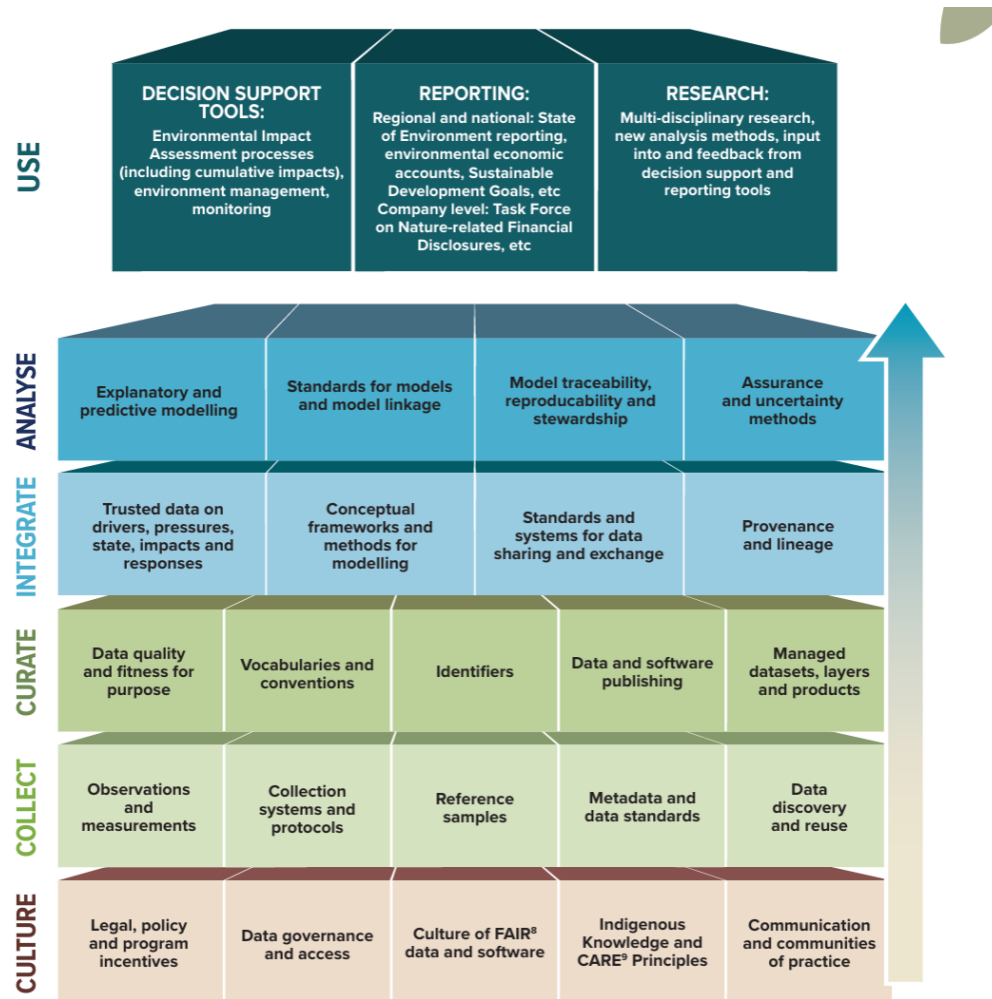 USE
DECISION SUPPORT
TOOLS:
Environmental Impact
Assessment processes
(including cumulative impacts),
environment management,
monitoring
REPORTING:
Regional and national: State
of Environment reporting,
environmental economic
accounts, Sustainable
Development Goals, etc
Company level: Task Force
on Nature-related Financial
Disclosures, etc
RESEARCH:
Multi-disciplinary research,
new analysis methods, input
into and feedback from
decision support and
reporting tools
ANALYSE
Explanatory and
predictive modelling
Standards for models
and model linkage
Model traceability,
reproducability and
stewardship
Assurance
and uncertainty
methods
INTEGRATE
Trusted data on
drivers, pressures,
state, impacts and
responses
Conceptual
frameworks and
methods for
modelling
Standards and
systems for data
sharing and exchange
Provenance
and lineage
CURATE
Data quality
and fitness for
purpose
Vocabularies and
conventions
Identifiers
Data and software
publishing
Managed
datasets, layers
and products
COLLECT
Observations
and
measurements
Collection
systems and
protocols
Reference
samples
Metadata and
data standards
Data
discovery
and reuse
CULTURE
Legal, policy
and program
incentives
Data governance
and access
Culture of FAIR⁸
data and software
Indigenous
Knowledge and
CARE⁹ Principles
Communication
and communities
of practice